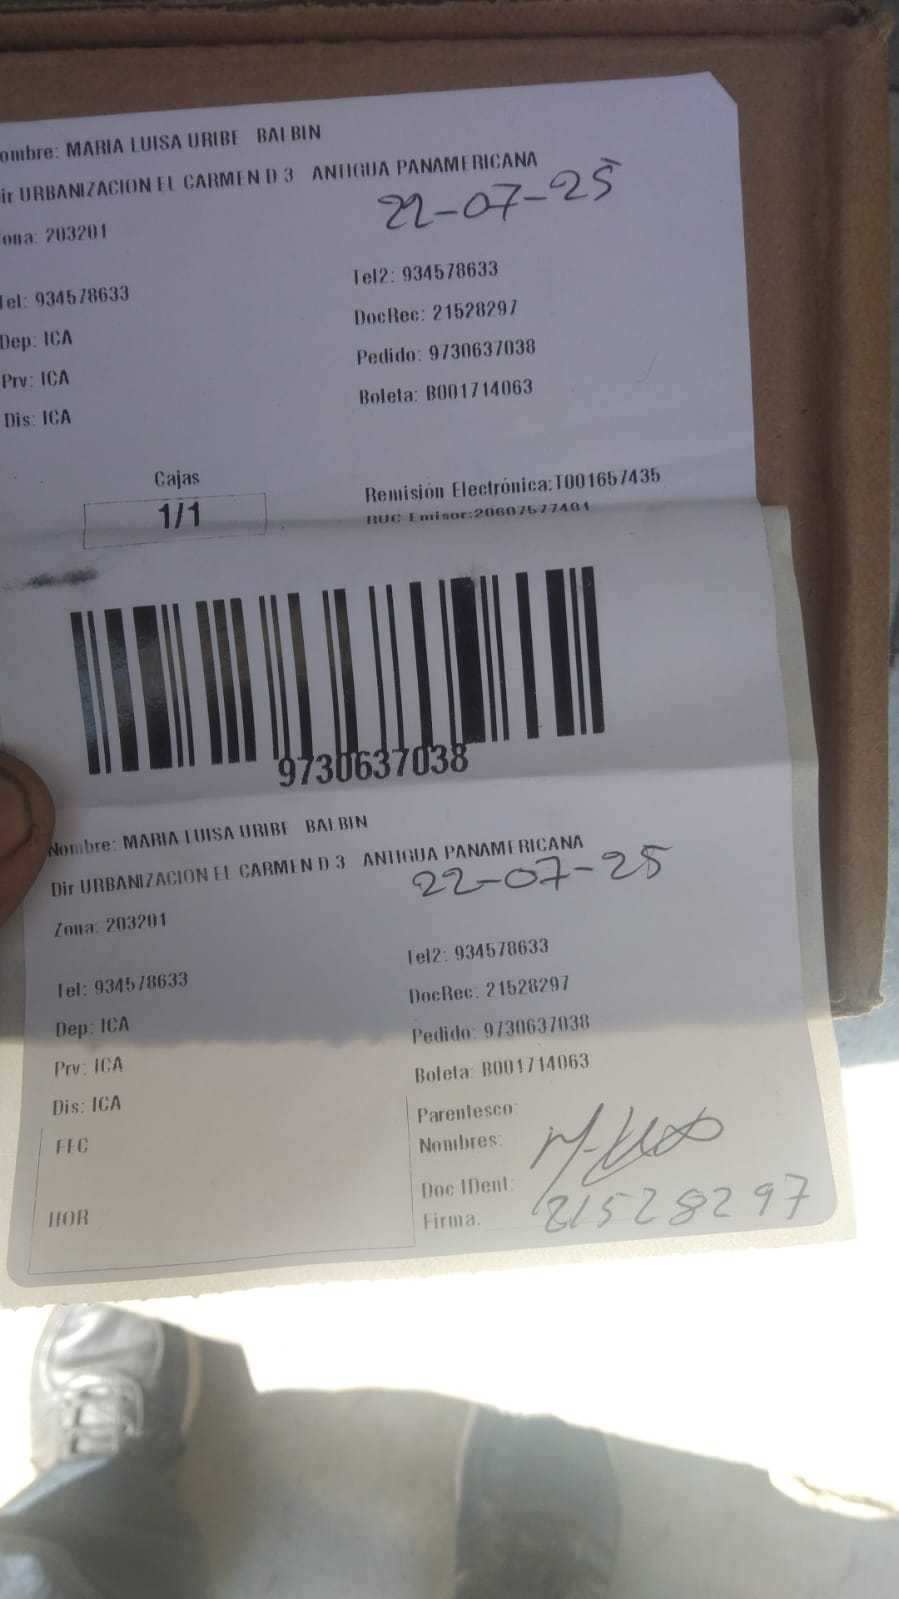 ombre: MARIA LUISA URIBE BALBIN
ir URBANIZACION EL CARMEN D 3 ANTIGUA PANAMERICANA
22-07-25
ona: 203201
Tel: 934578633 Tel2: 934578633
Dep: ICA DocRec: 21528297
Prv: ICA Pedido: 9730637038
Dis: ICA Boleta: B001714063
Cajas Remisión Electrónica:T001657435
1/1 RUC Emisor:20607577401
9730637038
Nombre: MARIA LUISA URIBE BALBIN
Dir URBANIZACION EL CARMEN D 3 ANTIGUA PANAMERICANA
22-07-25
Zona: 203201
Tel: 934578633 Tel2: 934578633
Dep: ICA DocRec: 21528297
Prv: ICA Pedido: 9730637038
Dis: ICA Boleta: B001714063
FEC Parentesco:
Nombres:
Doc IDent:
HOR Firma. 21528297